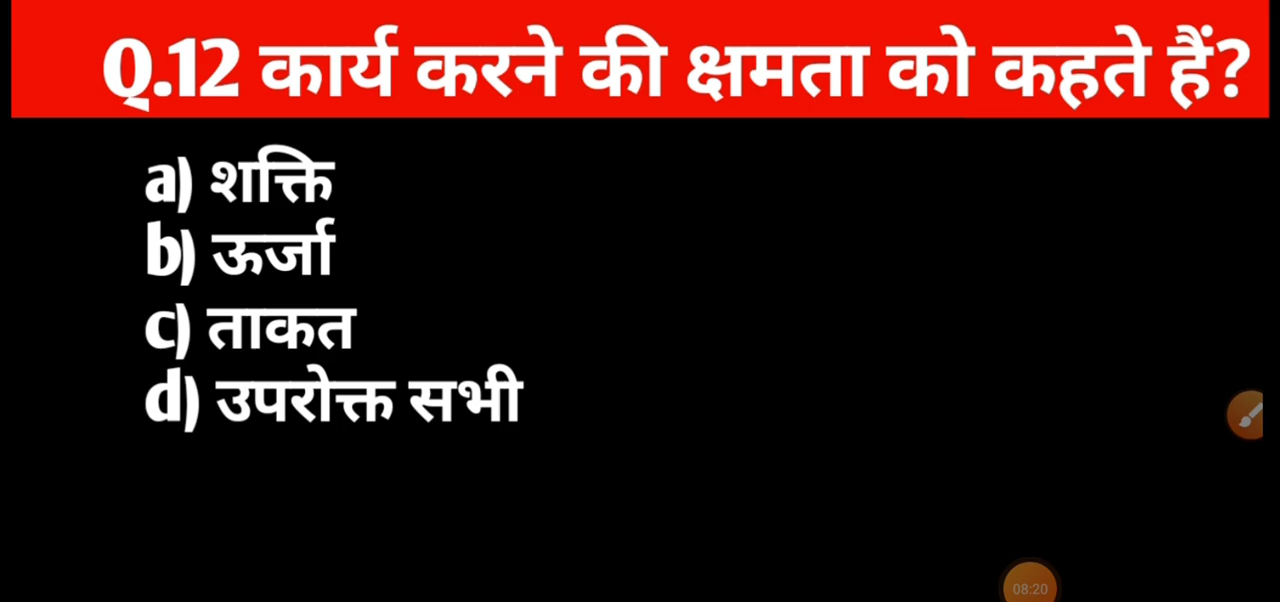 Q.12 कार्य करने की क्षमता को कहते हैं?
a) शक्ति
b) ऊर्जा
c) ताकत
d) उपरोक्त सभी
08:20